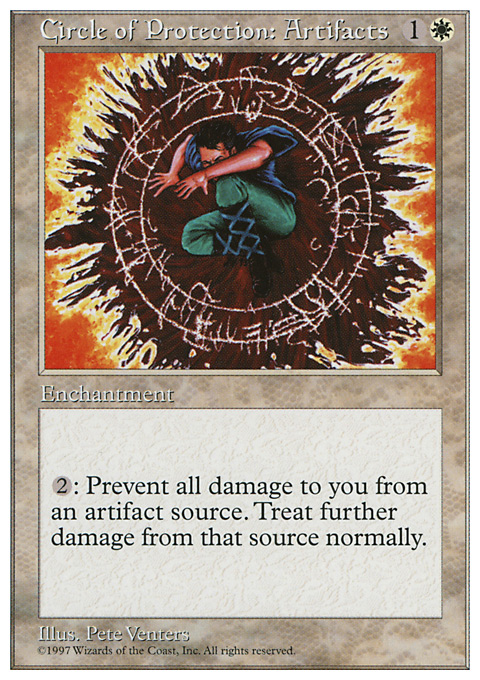 Circle of Protection: Artifacts 1
Enchantment
2: Prevent all damage to you from
an artifact source. Treat further
damage from that source normally.
Illus. Pete Venters
©1997 Wizards of the Coast, Inc. All rights reserved.